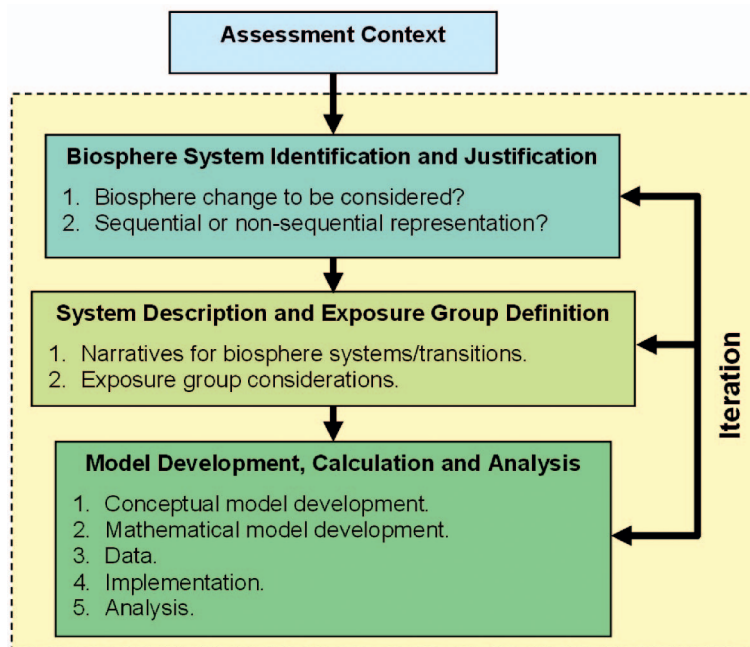 Assessment Context
Biosphere System Identification and Justification
1. Biosphere change to be considered?
2. Sequential or non-sequential representation?
System Description and Exposure Group Definition
1. Narratives for biosphere systems/transitions.
2. Exposure group considerations.
Model Development, Calculation and Analysis
1. Conceptual model development.
2. Mathematical model development.
3. Data.
4. Implementation.
5. Analysis.
Iteration